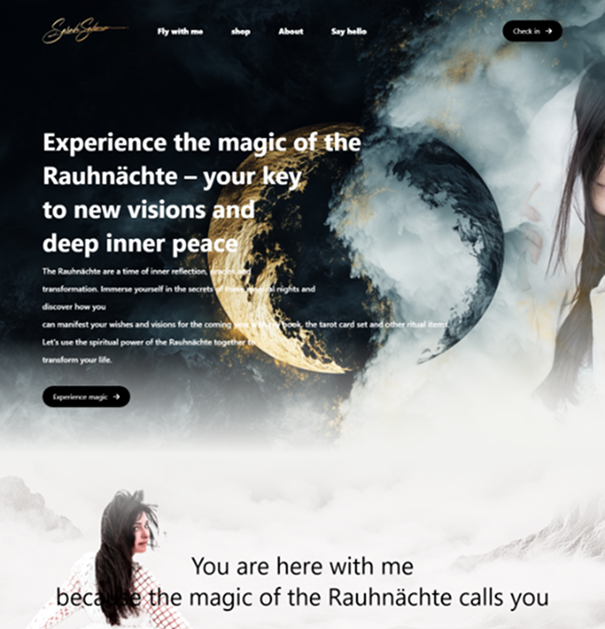 Fly with me
shop
About
Say hello
Check in
Experience the magic of the
Rauhnächte – your key
to new visions and
deep inner peace
The Rauhnächte are a time of inner reflection, and
transformation. Immerse yourself in the secrets of these nights and
discover how you
can manifest your wishes and visions for the coming book, the tarot card set and other ritual items.
Let's use the spiritual power of the Rauhnächte together to
transform your life.
Experience magic
You are here with me
because the magic of the Rauhnächte calls you